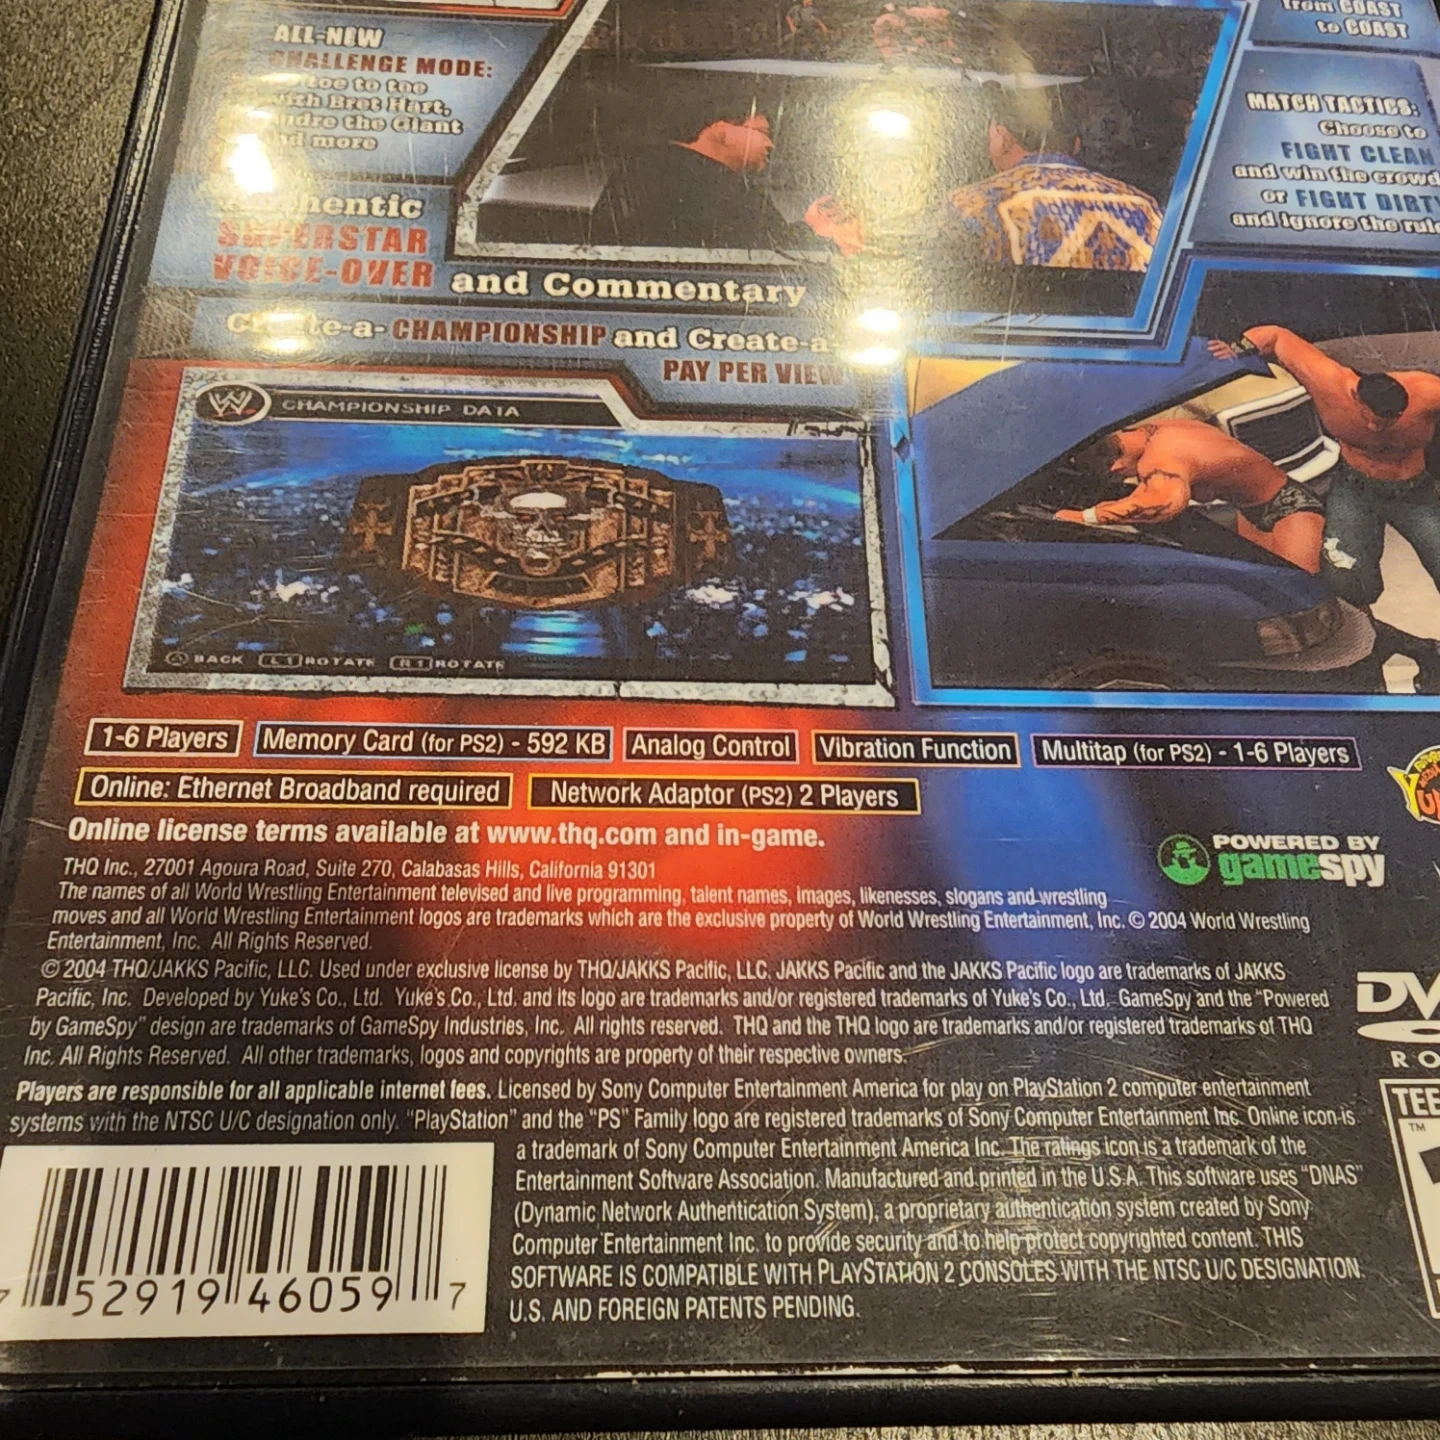 ALL-NEW
CHALLENGE MODE:
toe to toe
with Bret Hart,
Andre the Giant
and more
Authentic
SUPERSTAR
VOICE-OVER and Commentary
Create-a-CHAMPIONSHIP and Create-a
PAY PER VIEW
from COAST
to COAST
MATCH TACTICS:
Choose to
FIGHT CLEAN
and win the crowd
or FIGHT DIRTY
and ignore the
W CHAMPIONSHIP DATA
BACK L1 ROTATE R1 ROTATE
1-6 Players
Memory Card (for PS2) - 592 KB
Analog Control
Vibration Function
Multitap (for PS2) - 1-6 Players
Online: Ethernet Broadband required
Network Adaptor (PS2) 2 Players
Online license terms available at www.thq.com and in-game.
POWERED BY
gamespy
THQ Inc., 27001 Agoura Road, Suite 270, Calabasas Hills, California 91301
The names of all World Wrestling Entertainment televised and live programming, talent names, images, likenesses, slogans and wrestling
moves and all World Wrestling Entertainment logos are trademarks which are the exclusive property of World Wrestling Entertainment, Inc. © 2004 World Wrestling
Entertainment, Inc. All Rights Reserved.
© 2004 THQ/JAKKS Pacific, LLC. Used under exclusive license by THQ/JAKKS Pacific, LLC. JAKKS Pacific and the JAKKS Pacific logo are trademarks of JAKKS
Pacific, Inc. Developed by Yuke's Co., Ltd. Yuke's Co., Ltd. and its logo are trademarks and/or registered trademarks of Yuke's Co., Ltd. GameSpy and the "Powered
by GameSpy" design are trademarks of GameSpy Industries, Inc. All rights reserved. THQ and the THQ logo are trademarks and/or registered trademarks of THQ
Inc. All Rights Reserved. All other trademarks, logos and copyrights are property of their respective owners.
Players are responsible for all applicable internet fees. Licensed by Sony Computer Entertainment America for play on PlayStation 2 computer entertainment
systems with the NTSC U/C designation only. "PlayStation" and the "PS" Family logo are registered trademarks of Sony Computer Entertainment Inc. Online icon is
a trademark of Sony Computer Entertainment America Inc. The ratings icon is a trademark of the
Entertainment Software Association. Manufactured and printed in the U.S.A. This software uses "DNAS"
(Dynamic Network Authentication System), a proprietary authentication system created by Sony
Computer Entertainment Inc. to provide security and to help protect copyrighted content. THIS
SOFTWARE IS COMPATIBLE WITH PLAYSTATION 2 CONSOLES WITH THE NTSC U/C DESIGNATION.
U.S. AND FOREIGN PATENTS PENDING.
7 52919 46059 7